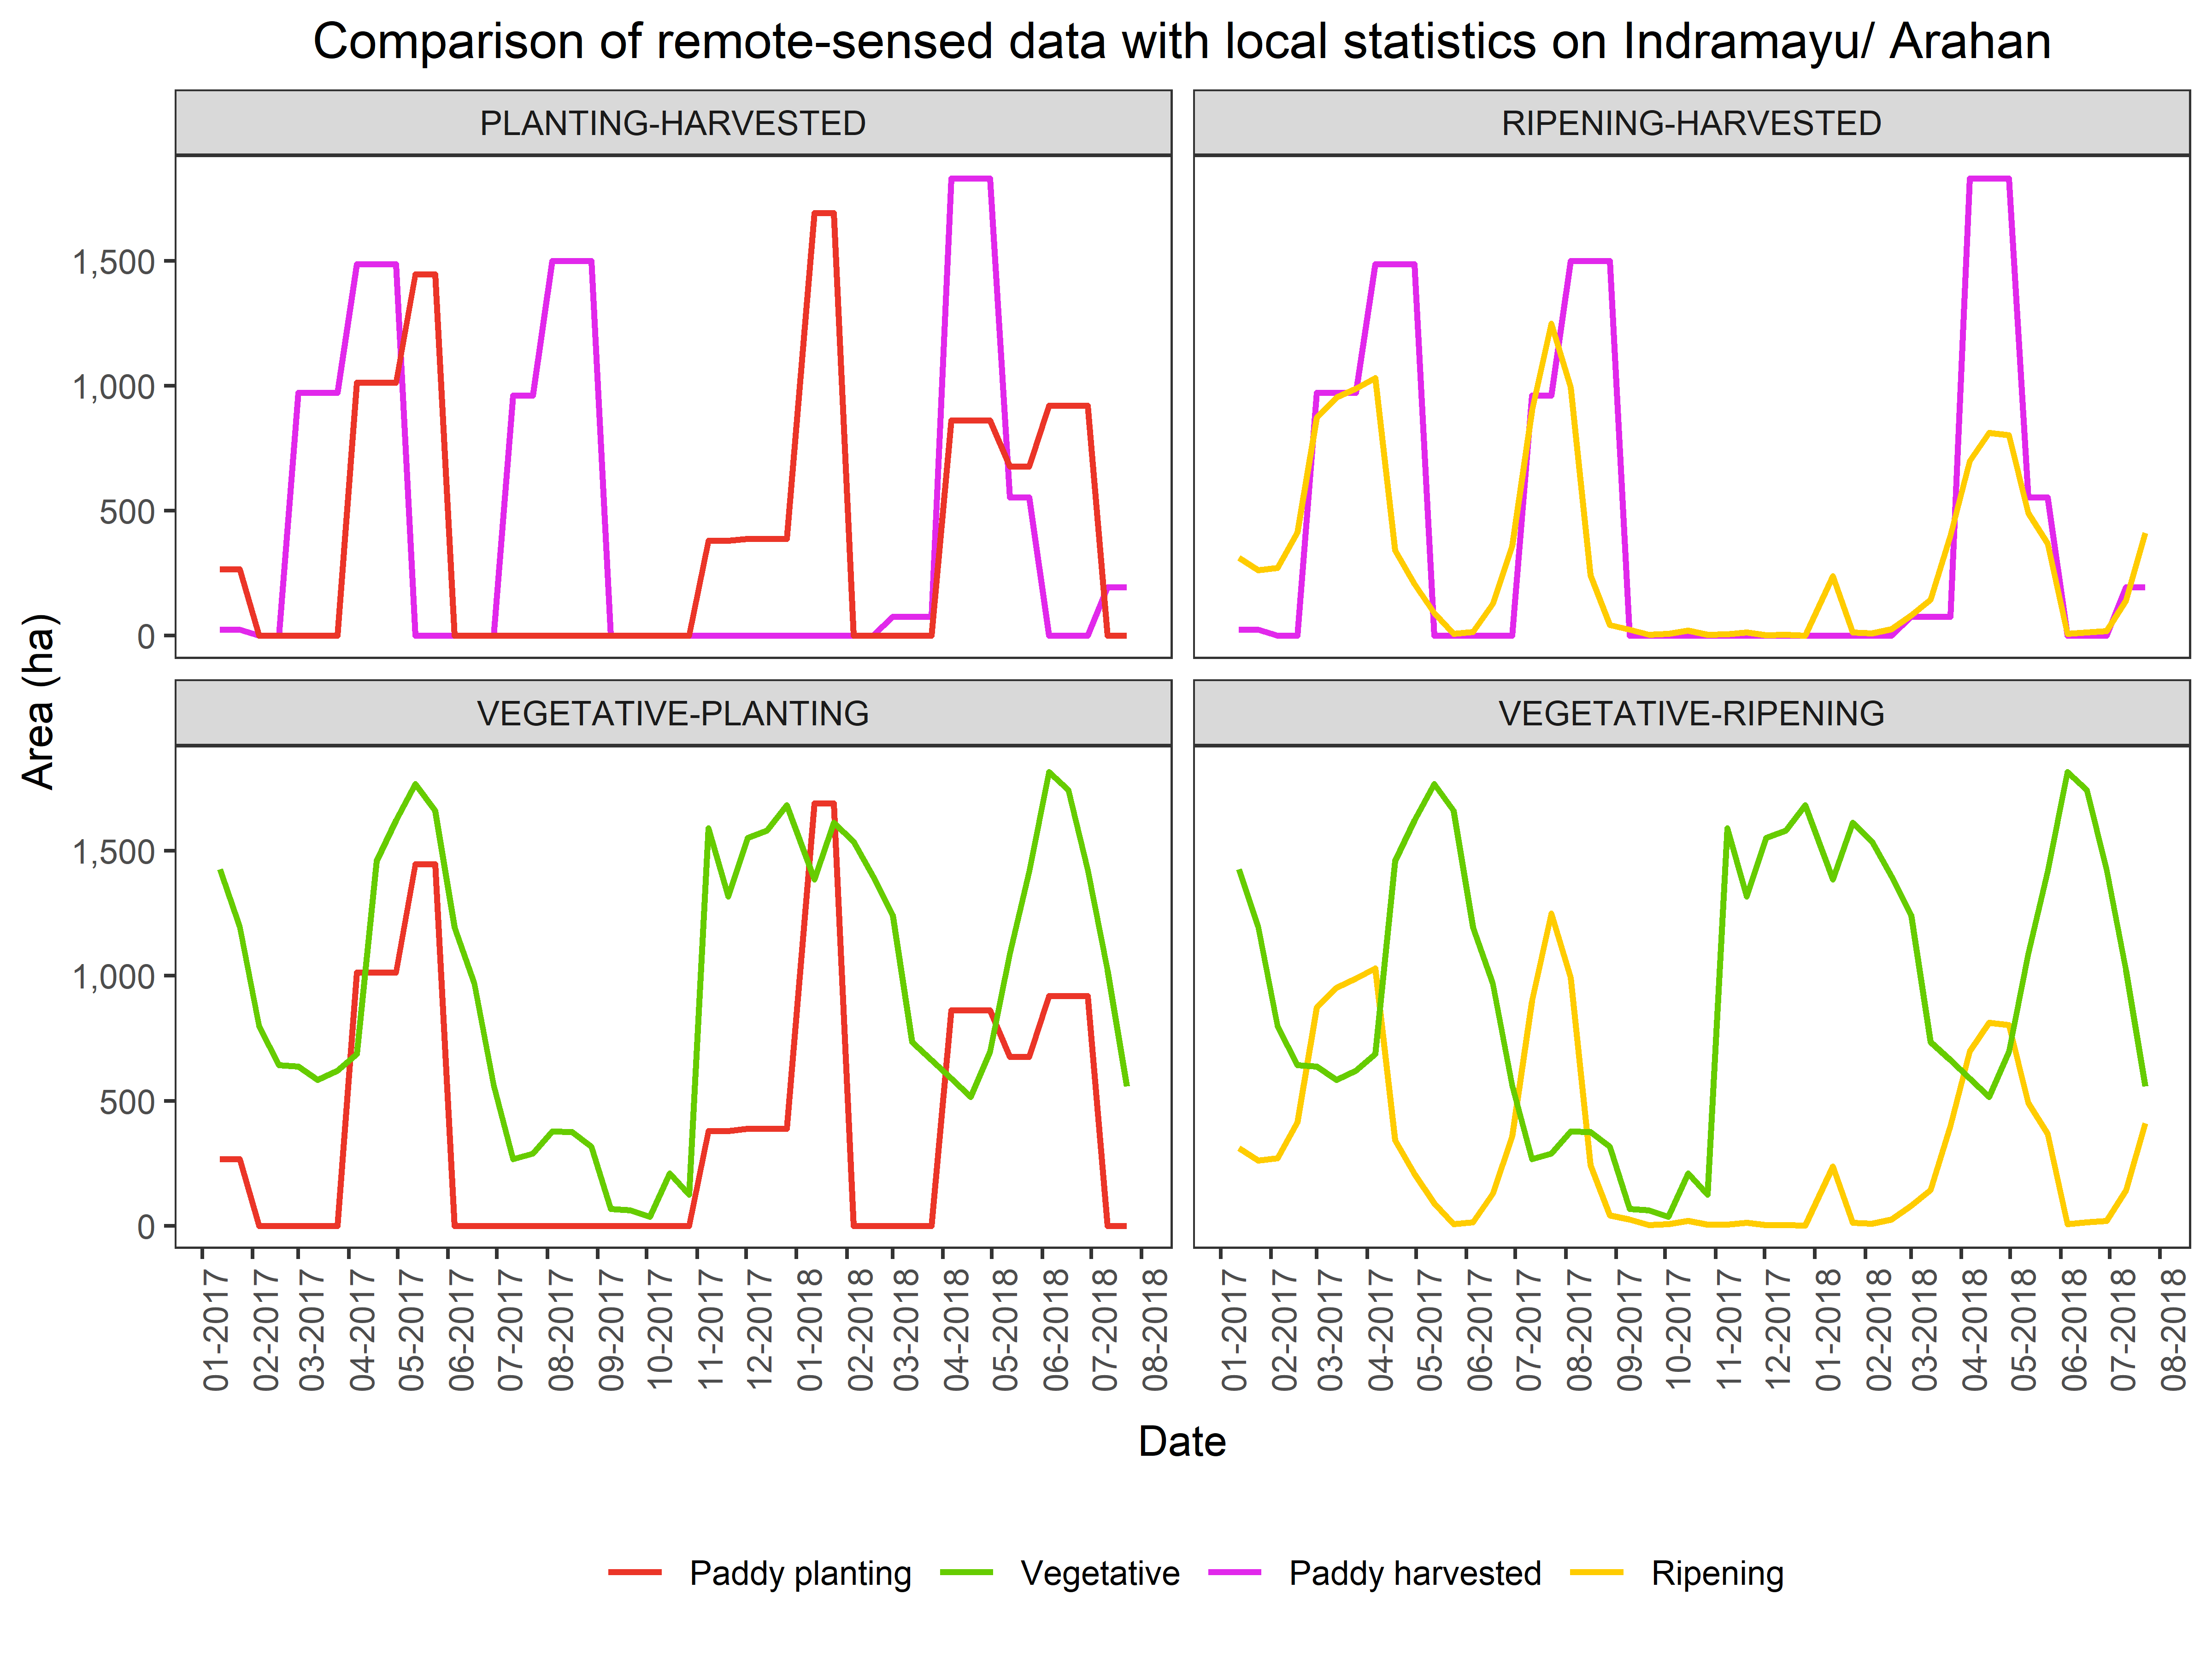 Comparison of remote-sensed data with local statistics on Indramayu/ Arahan
PLANTING-HARVESTED
RIPENING-HARVESTED
1,500
1,000
500
0
Area (ha)
VEGETATIVE-PLANTING
VEGETATIVE-RIPENING
1,500
1,000
500
0
01-2017 02-2017 03-2017 04-2017 05-2017 06-2017 07-2017 08-2017 09-2017 10-2017 11-2017 12-2017 01-2018 02-2018 03-2018 04-2018 05-2018 06-2018 07-2018 08-2018
01-2017 02-2017 03-2017 04-2017 05-2017 06-2017 07-2017 08-2017 09-2017 10-2017 11-2017 12-2017 01-2018 02-2018 03-2018 04-2018 05-2018 06-2018 07-2018 08-2018
Date
Paddy planting Vegetative Paddy harvested Ripening